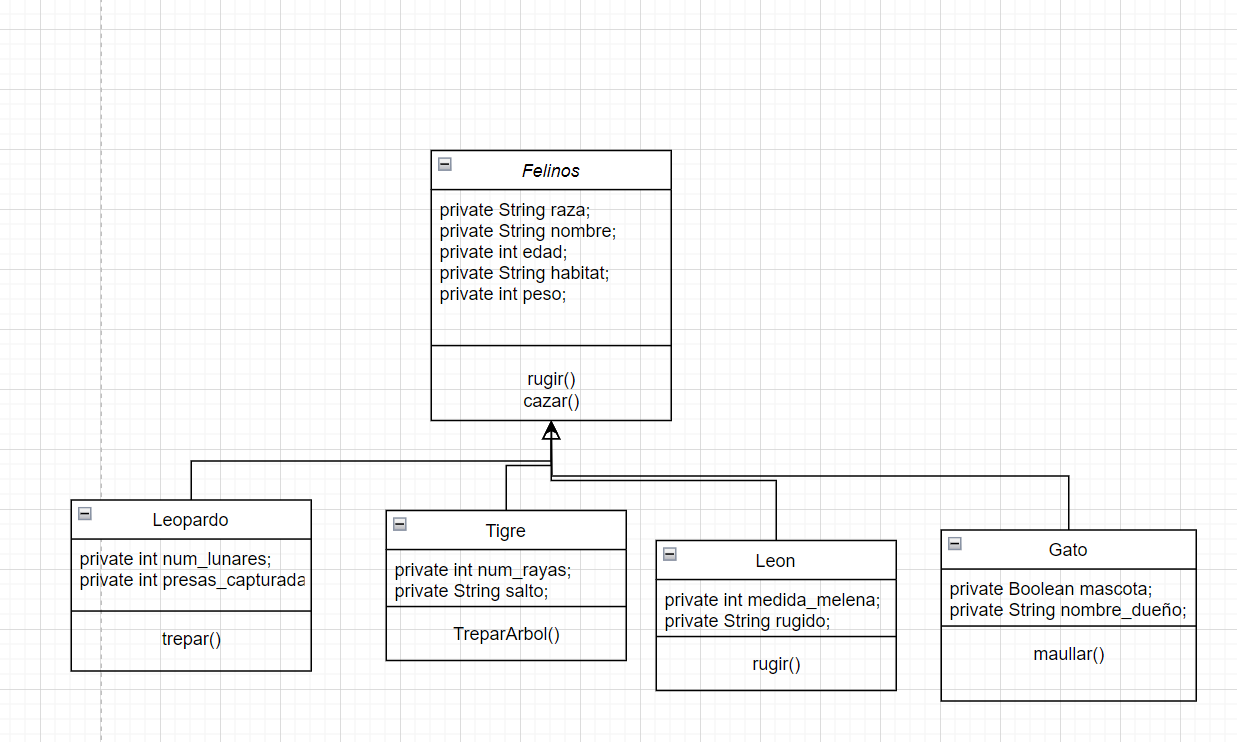 Felinos
private String raza;
private String nombre;
private int edad;
private String habitat;
private int peso;
rugir()
cazar()
Leopardo
private int num_lunares;
private int presas_capturada
trepar()
Tigre
private int num_rayas;
private String salto;
TreparArbol()
Leon
private int medida_melena;
private String rugido;
rugir()
Gato
private Boolean mascota;
private String nombre_dueño;
maullar()